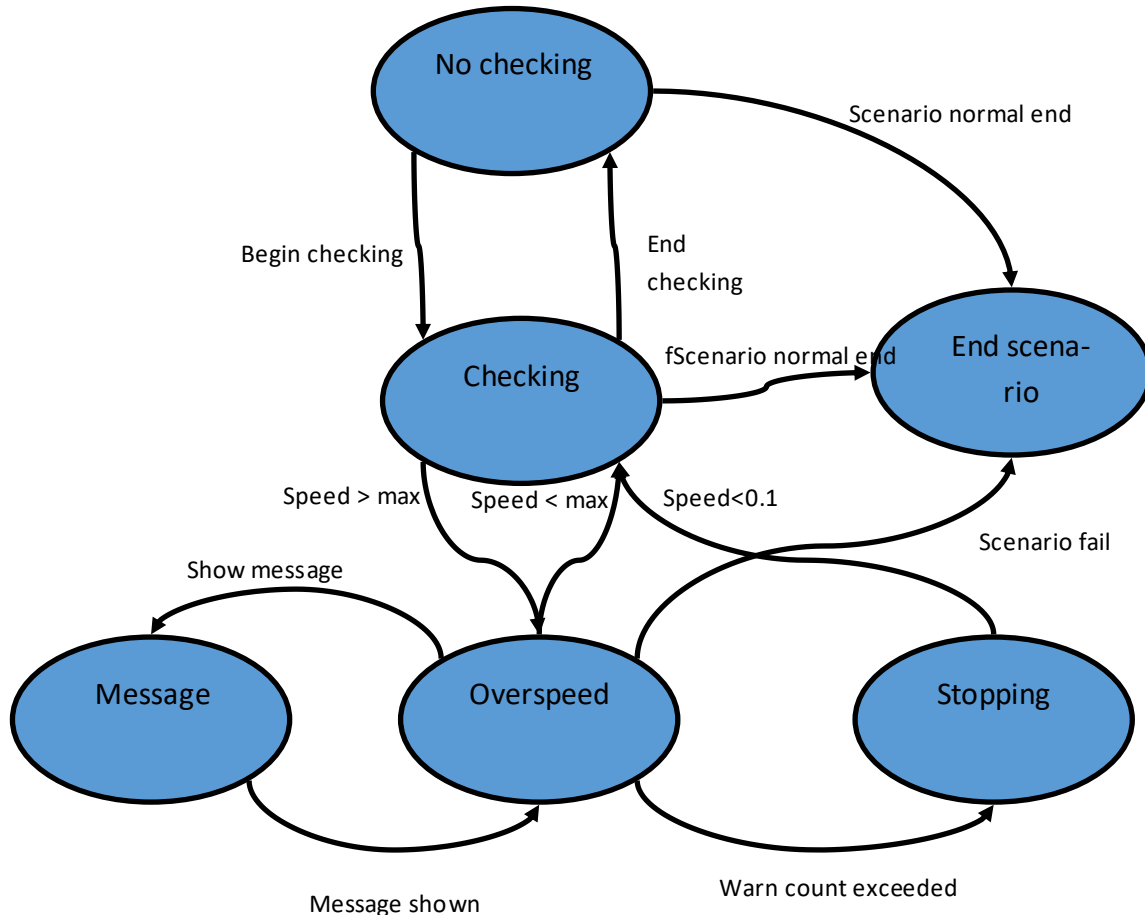 No checking
Scenario normal end
Begin checking
End
checking
fScenario normal end
End scena-
rio
Checking
Speed > max
Speed < max
Speed<0.1
Scenario fail
Show message
Message
Overspeed
Stopping
Message shown
Warn count exceeded